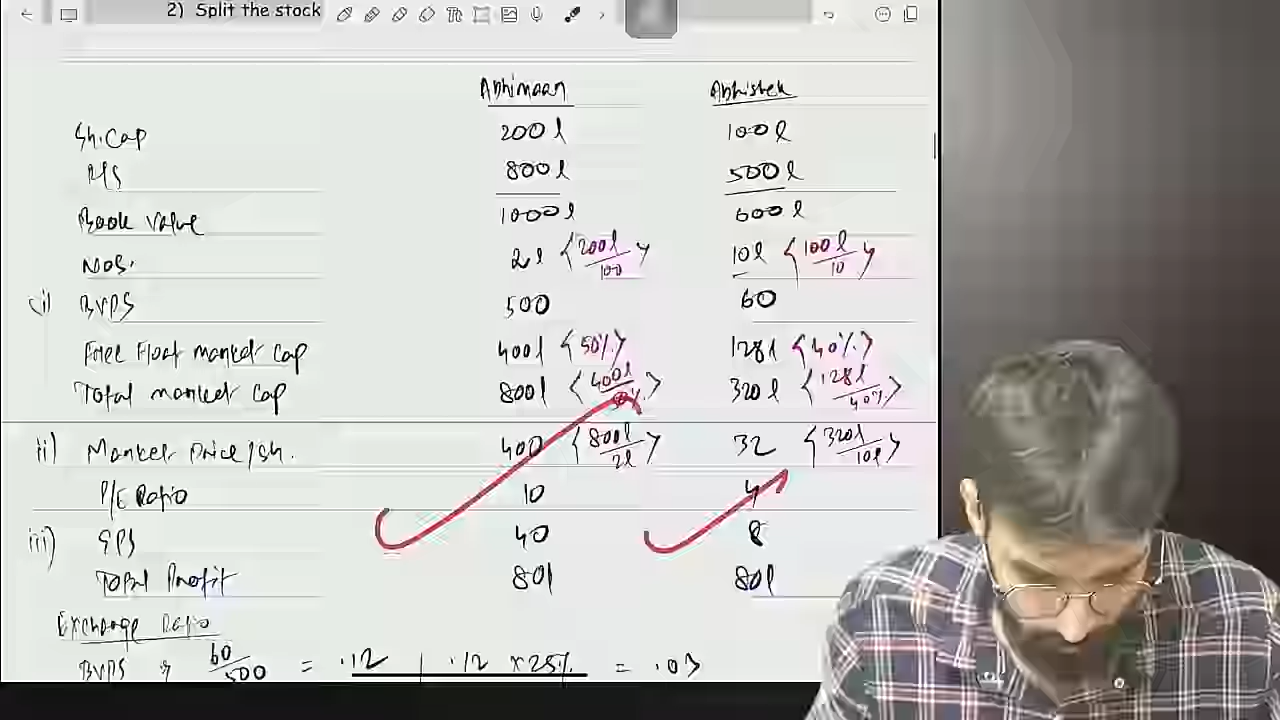 2) Split the stock
Abhimaan Abhishek
Sh. Cap 200 l 100 l
R/S 800 l 500 l
Book Value 1000 l 600 l
NOS. 2 l <200 l / 100> 10 l <100 l / 10>
(i) BVPS 500 60
Free Float market Cap 400 l <50%> 128 l <40%>
Total market Cap 800 l <400 l / 50%> 320 l <128 l / 40%>
ii) Market Price/sh. 400 <800 l / 2 l> 32 <320 l / 10 l>
P/E Ratio 10 4
iii) EPS 40 8
Total Profit 80 l 80 l
Exchange Ratio
BVPS → 60/500 = .12 | .12 × 25% = .03